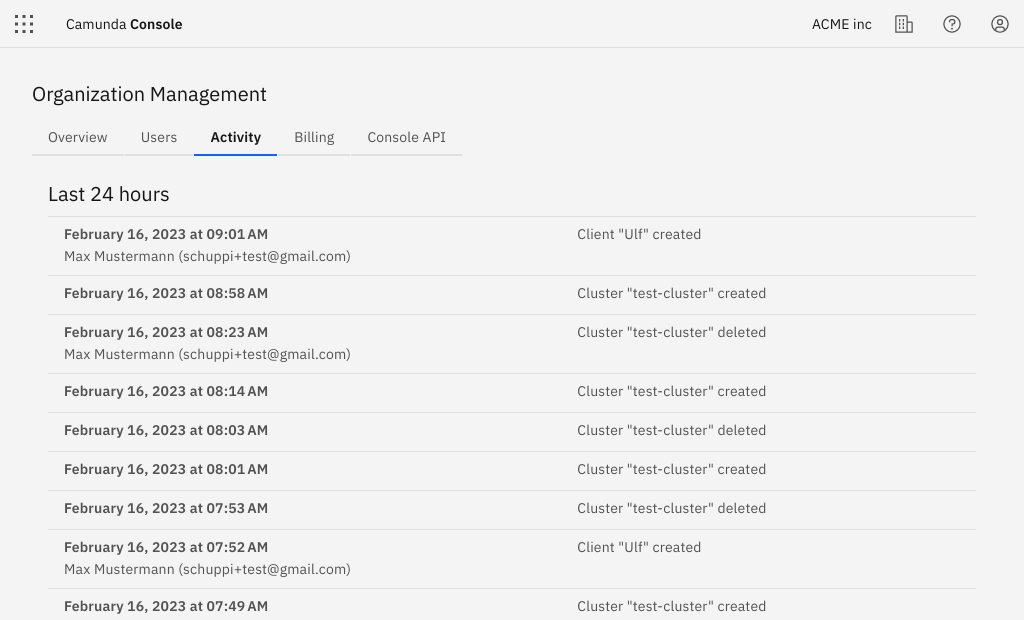 Camunda Console
ACME inc
Organization Management
Overview Users Activity Billing Console API
Last 24 hours
February 16, 2023 at 09:01 AM Client "Ulf" created
Max Mustermann (schuppi+test@gmail.com)
February 16, 2023 at 08:58 AM Cluster "test-cluster" created
February 16, 2023 at 08:23 AM Cluster "test-cluster" deleted
Max Mustermann (schuppi+test@gmail.com)
February 16, 2023 at 08:14 AM Cluster "test-cluster" created
February 16, 2023 at 08:03 AM Cluster "test-cluster" deleted
February 16, 2023 at 08:01 AM Cluster "test-cluster" created
February 16, 2023 at 07:53 AM Cluster "test-cluster" deleted
February 16, 2023 at 07:52 AM Client "Ulf" created
Max Mustermann (schuppi+test@gmail.com)
February 16, 2023 at 07:49 AM Cluster "test-cluster" created